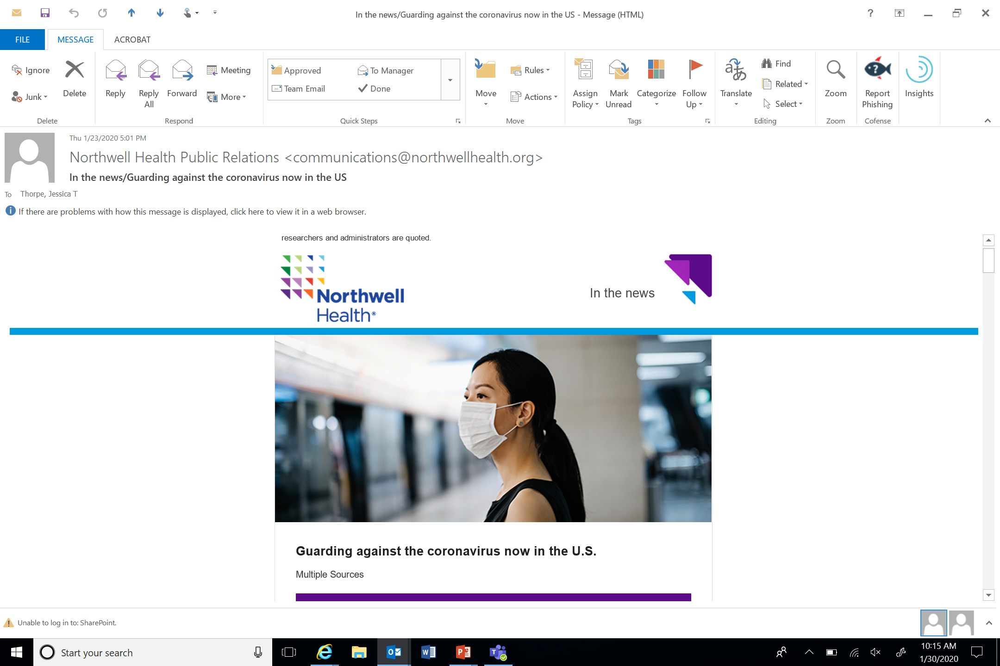 In the news/Guarding against the coronavirus now in the US - Message (HTML)
?
FILE
MESSAGE
ACROBAT
Ignore
Junk
Delete
Delete
Reply
Reply All
Forward
Meeting
More
Respond
Approved
To Manager
Team Email
Done
Quick Steps
Move
Rules
Actions
Move
Assign Policy
Mark Unread
Categorize
Follow Up
Tags
Translate
Find
Related
Select
Editing
Zoom
Zoom
Report Phishing
Cofense
Insights
Thu 1/23/2020 5:01 PM
Northwell Health Public Relations <communications@northwellhealth.org>
In the news/Guarding against the coronavirus now in the US
To Thorpe, Jessica T
If there are problems with how this message is displayed, click here to view it in a web browser.
researchers and administrators are quoted.
Northwell
Health®
In the news
Guarding against the coronavirus now in the U.S.
Multiple Sources
Unable to log in to: SharePoint.
Start your search
10:15 AM
1/30/2020